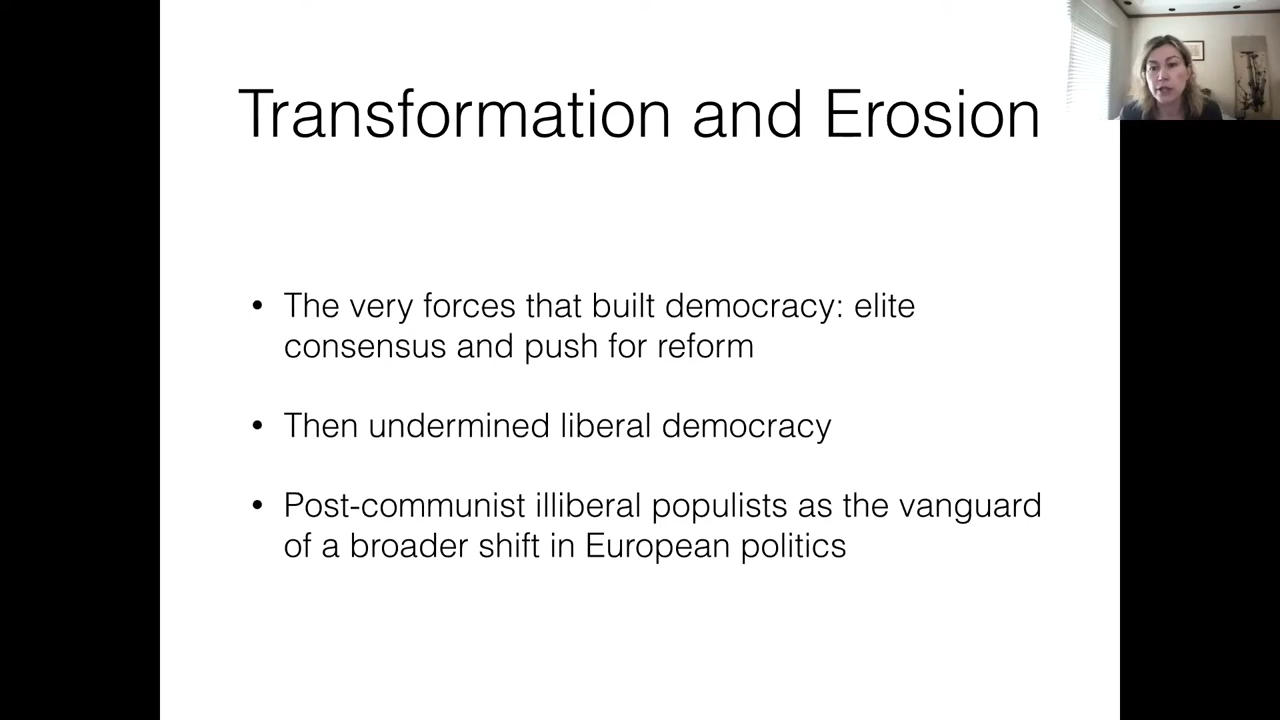 Transformation and Erosion
• The very forces that built democracy: elite
consensus and push for reform
• Then undermined liberal democracy
• Post-communist illiberal populists as the vanguard
of a broader shift in European politics